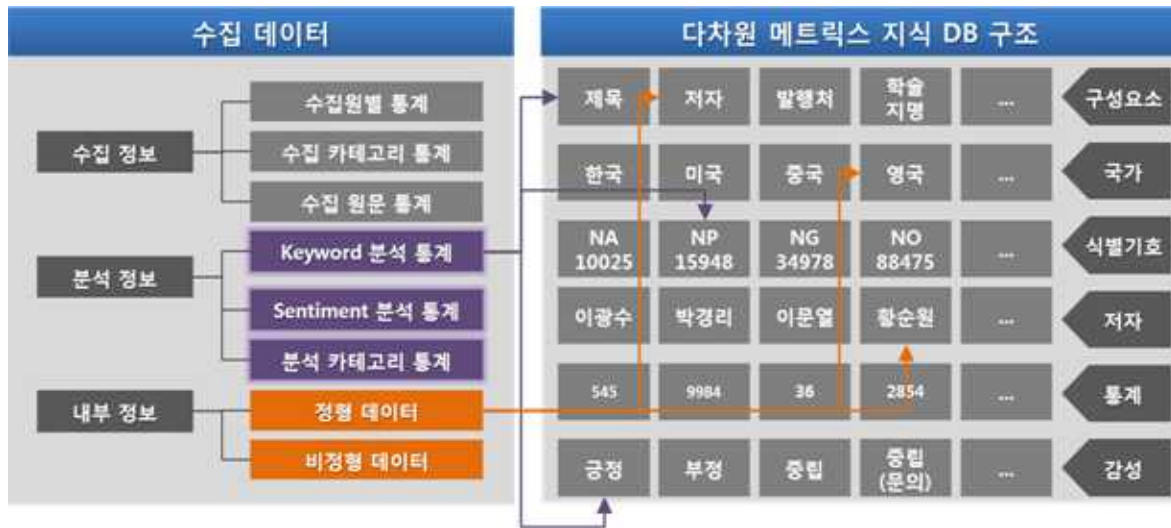 수집 데이터
수집 정보
수집원별 통계
수집 카테고리 통계
수집 원문 통계
분석 정보
Keyword 분석 통계
Sentiment 분석 통계
분석 카테고리 통계
내부 정보
정형 데이터
비정형 데이터
다차원 메트릭스 지식 DB 구조
제목 저자 발행처 학술 지명 ... 구성요소
한국 미국 중국 영국 ... 국가
NA 10025 NP 15948 NG 34978 NO 88475 ... 식별기호
이광수 박경리 이문열 황순원 ... 저자
545 9984 36 2854 ... 통계
긍정 부정 중립 중립 (문의) ... 감성